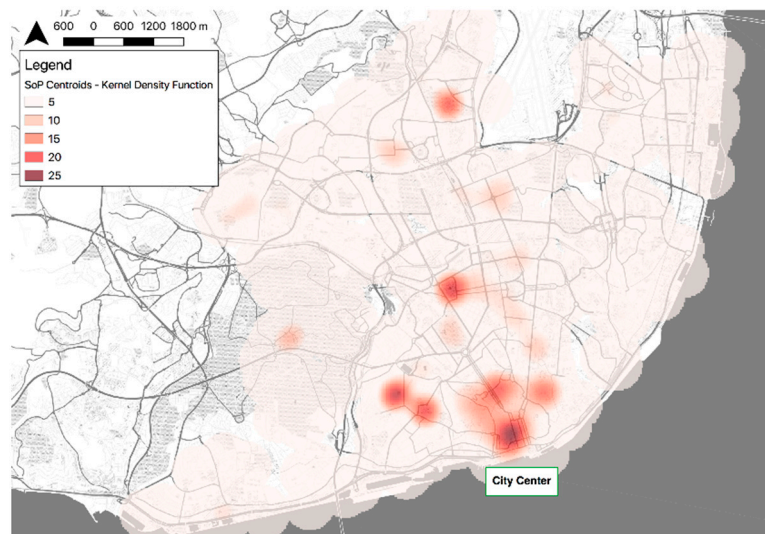 600 0 600 1200 1800 m
Legend
SoP Centroids - Kernel Density Function
5
10
15
20
25
City Center